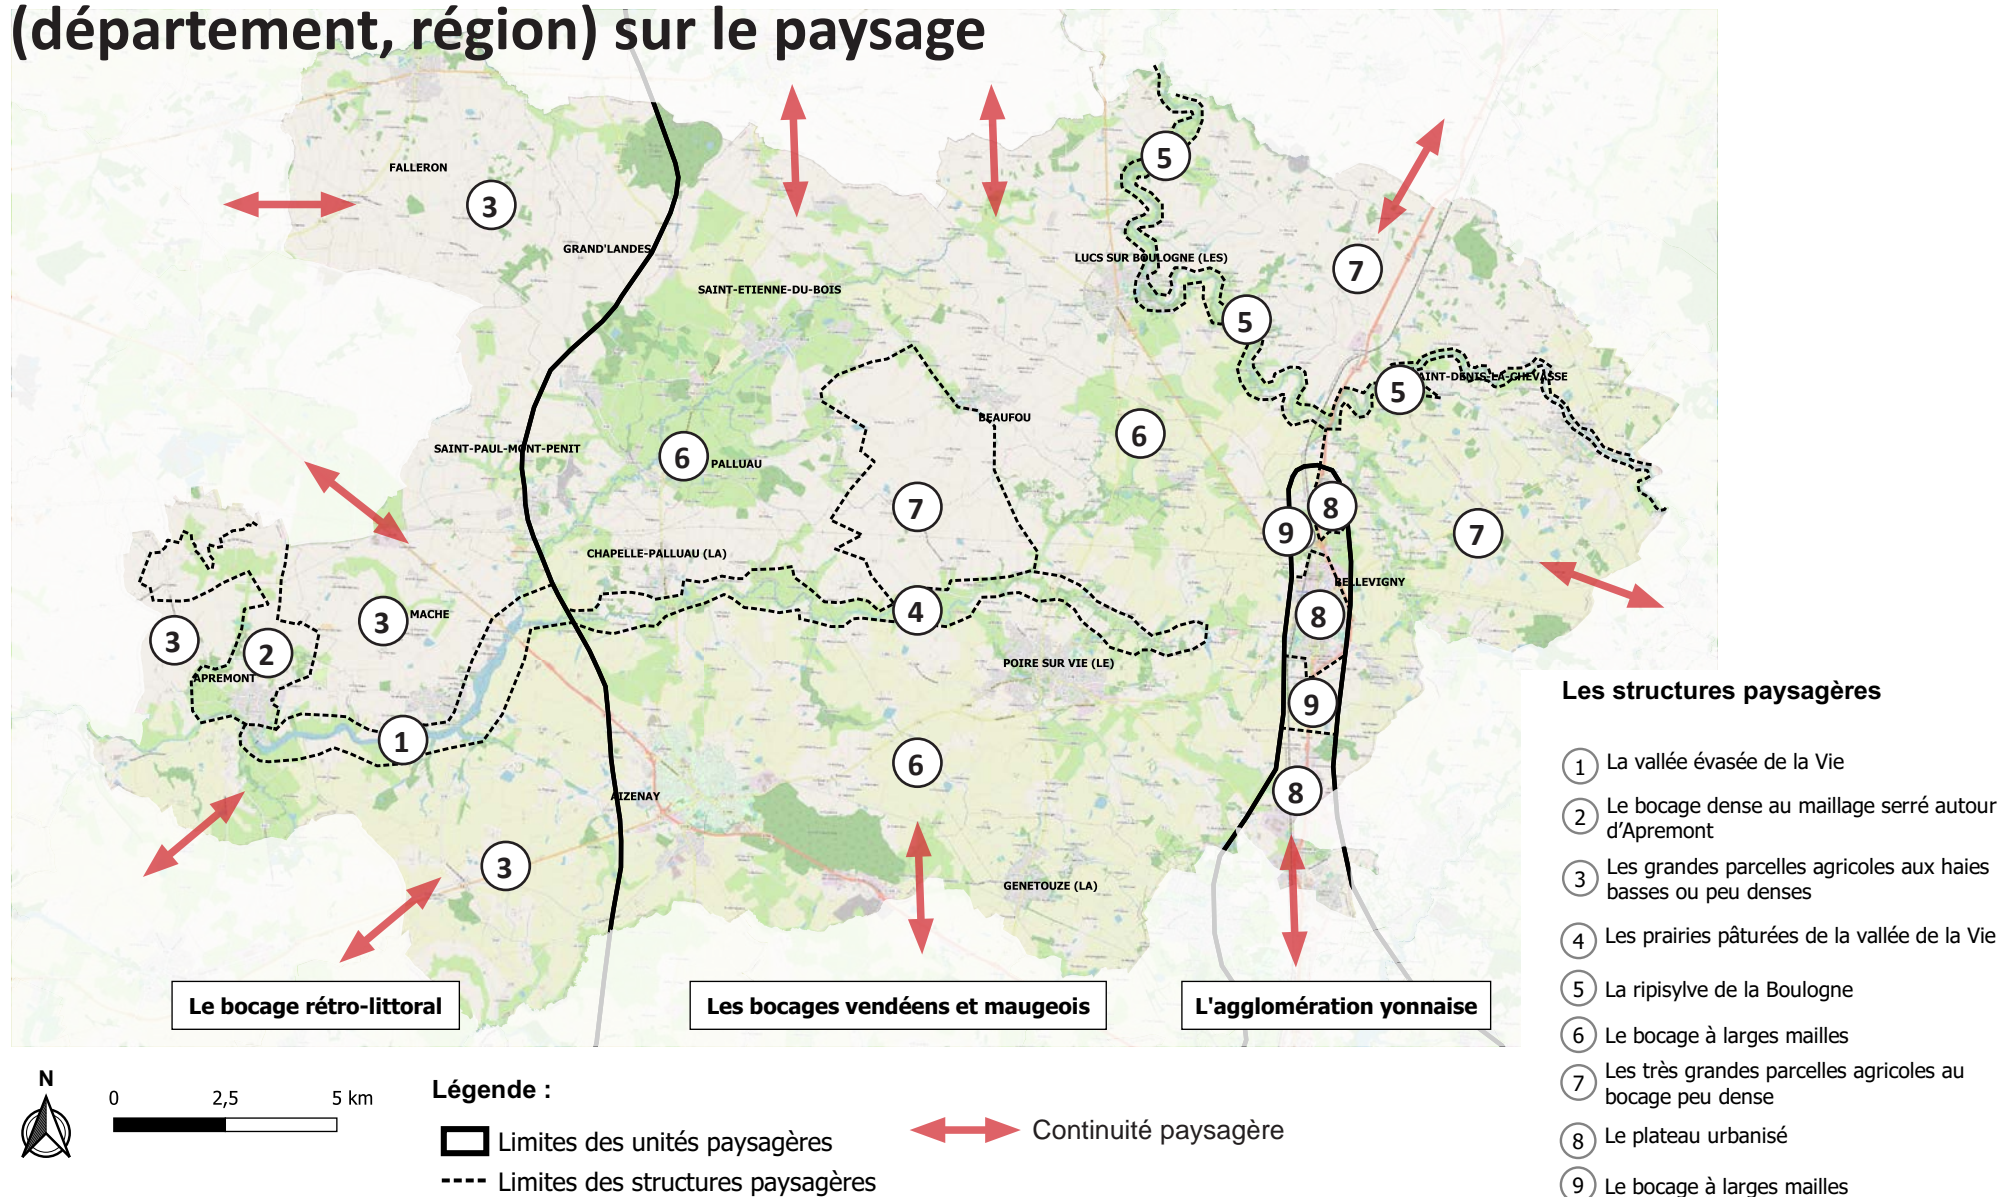 (département, région) sur le paysage
5
FALLERON
3
GRAND'LANDES
LUCS SUR BOULOGNE (LES)
7
SAINT-ETIENNE-DU-BOIS
5
5
AINT-DENIS-LA-CHEVASSE
BEAUFOU
6
SAINT-PAUL-MONT-PENIT
6
PALLUAU
7
8
9
7
CHAPELLE-PALLUAU (LA)
BELLEVIGNY
3
MACHE
4
8
3
2
APREMONT
POIRE SUR VIE (LE)
9
1
6
8
AIZENAY
3
GENETOUZE (LA)
Le bocage rétro-littoral
Les bocages vendéens et maugeois
L'agglomération yonnaise
Les structures paysagères
1 La vallée évasée de la Vie
2 Le bocage dense au maillage serré autour
d'Apremont
3 Les grandes parcelles agricoles aux haies
basses ou peu denses
4 Les prairies pâturées de la vallée de la Vie
5 La ripisylve de la Boulogne
6 Le bocage à larges mailles
7 Les très grandes parcelles agricoles au
bocage peu dense
8 Le plateau urbanisé
9 Le bocage à larges mailles
N
0 2,5 5 km
Légende :
Limites des unités paysagères
Limites des structures paysagères
Continuité paysagère